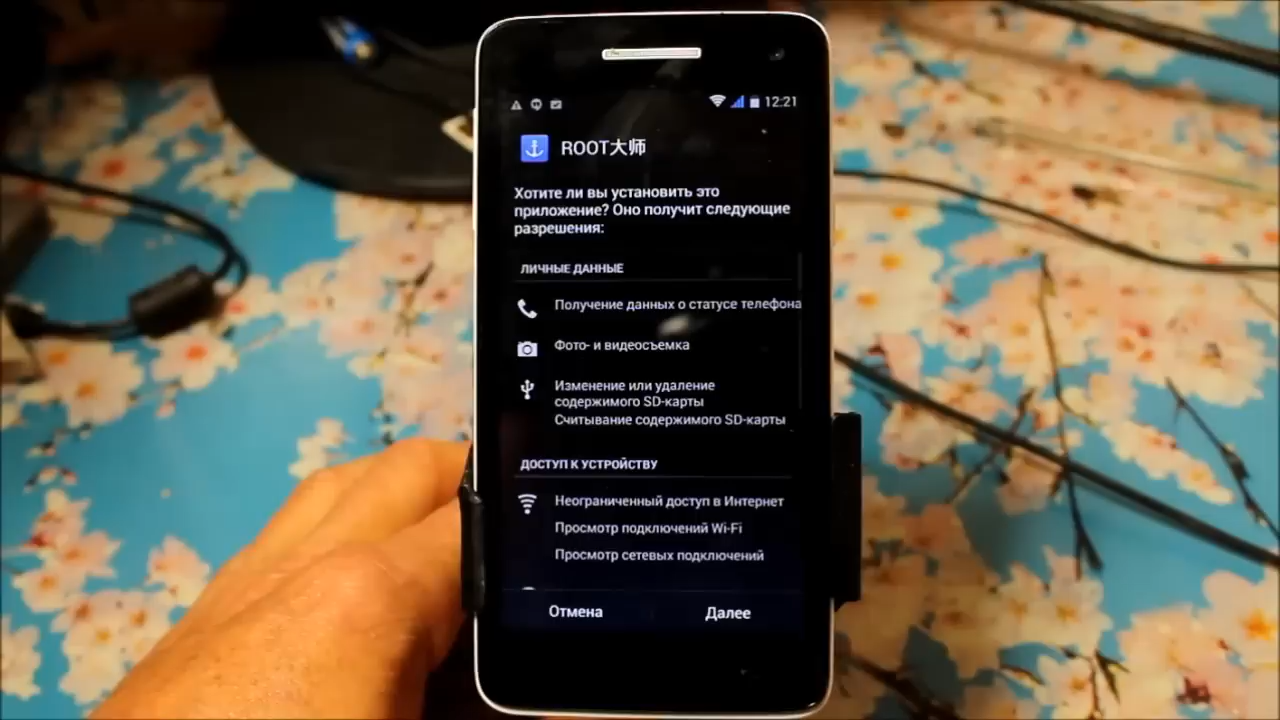 12:21
ROOT大师
Хотите ли вы установить это
приложение? Оно получит следующие
разрешения:
ЛИЧНЫЕ ДАННЫЕ
Получение данных о статусе телефона
Фото- и видеосъемка
Изменение или удаление
содержимого SD-карты
Считывание содержимого SD-карты
ДОСТУП К УСТРОЙСТВУ
Неограниченный доступ в Интернет
Просмотр подключений Wi-Fi
Просмотр сетевых подключений
Отмена
Далее